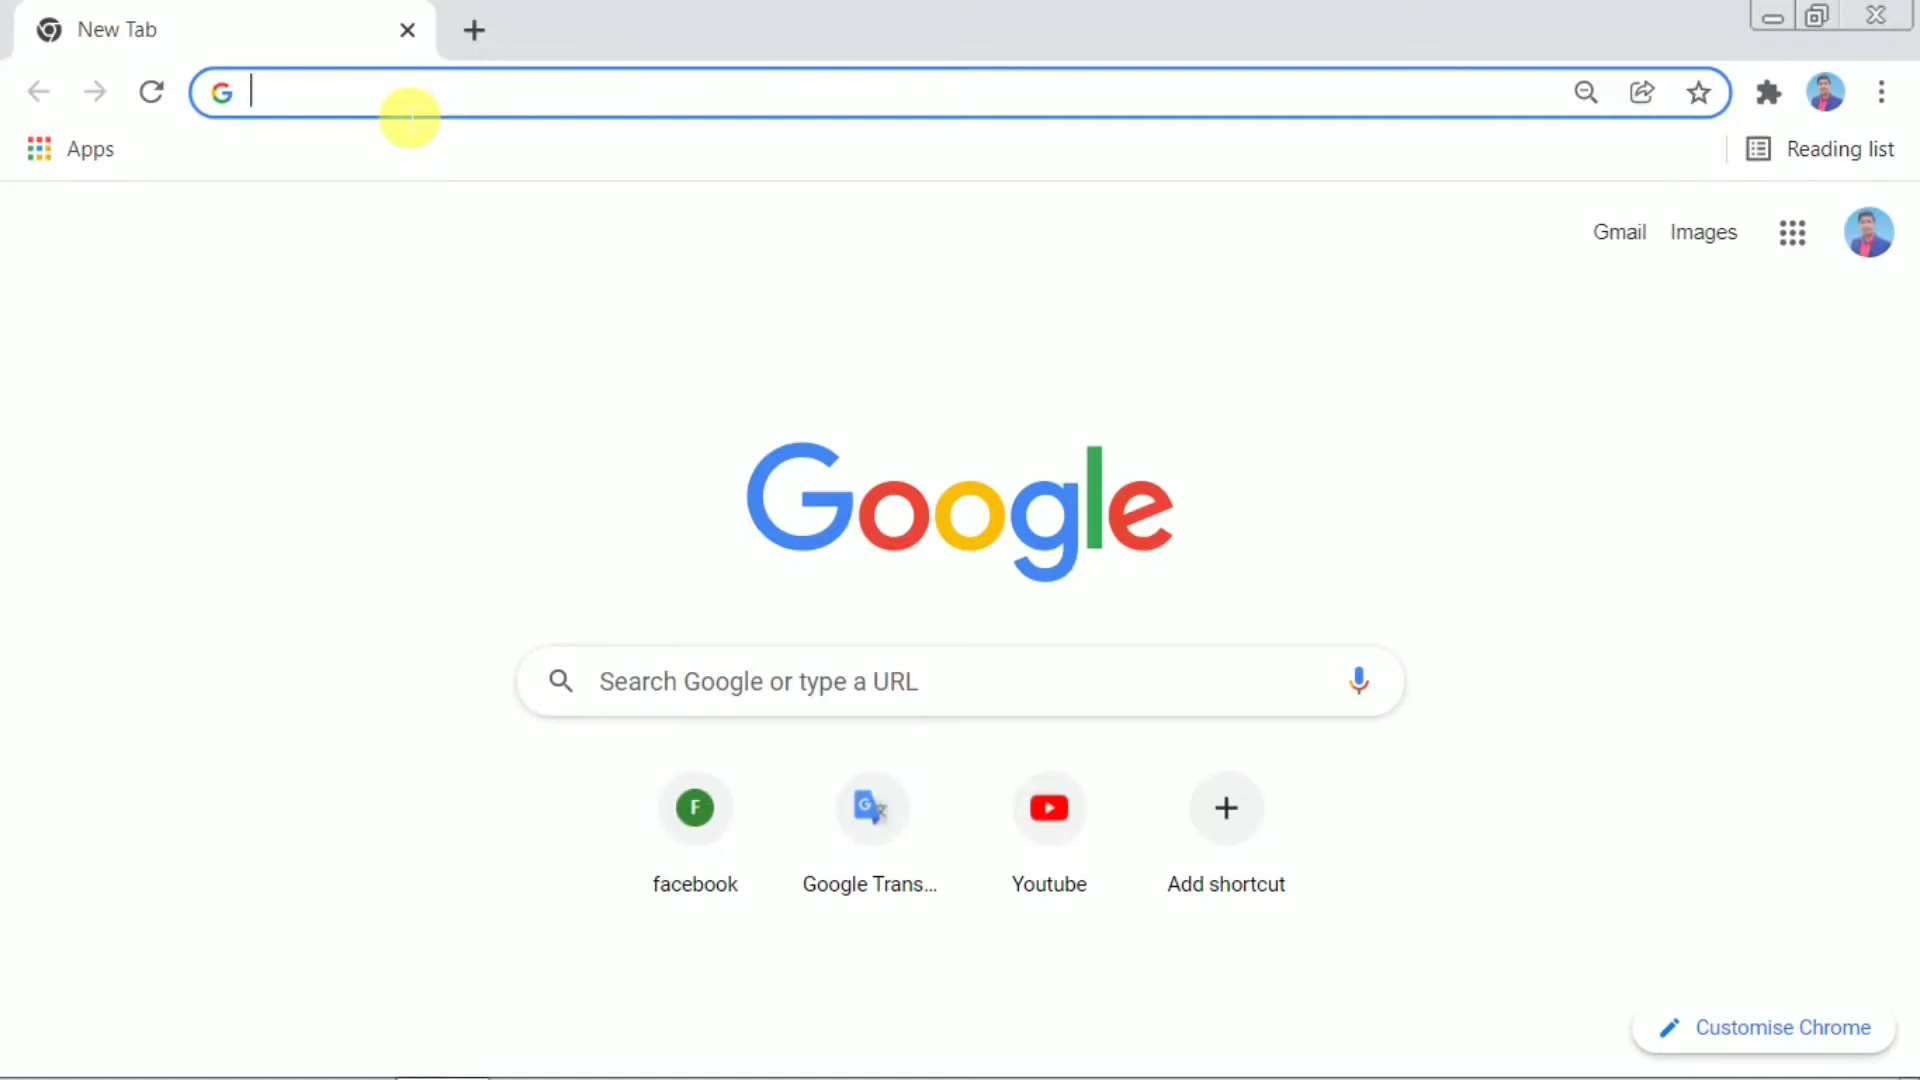 New Tab
Apps
Reading list
Gmail
Images
Google
Search Google or type a URL
F
facebook
Google Trans...
Youtube
Add shortcut
Customise Chrome